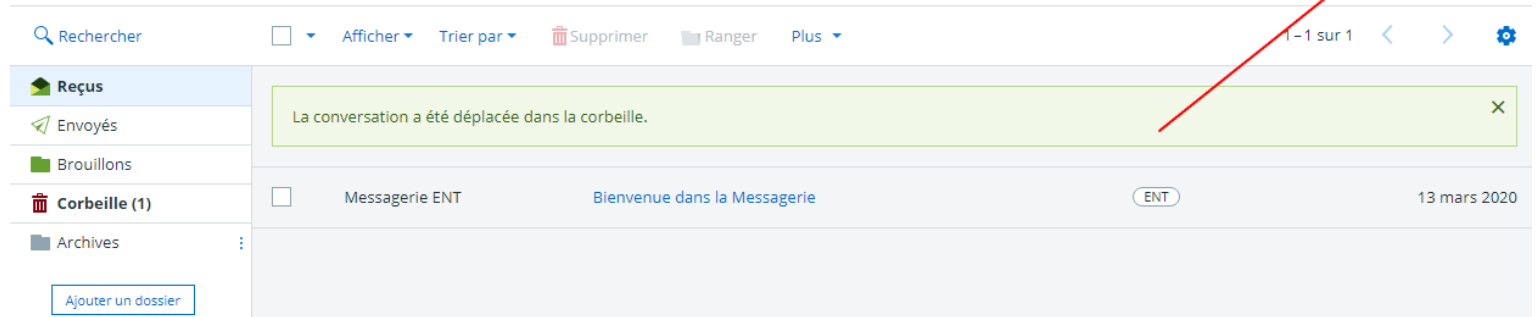 Rechercher
Afficher Trier par Supprimer Ranger Plus 1–1 sur 1
Reçus
Envoyés
Brouillons
Corbeille (1)
Archives
Ajouter un dossier
La conversation a été déplacée dans la corbeille.
Messagerie ENT Bienvenue dans la Messagerie ENT 13 mars 2020